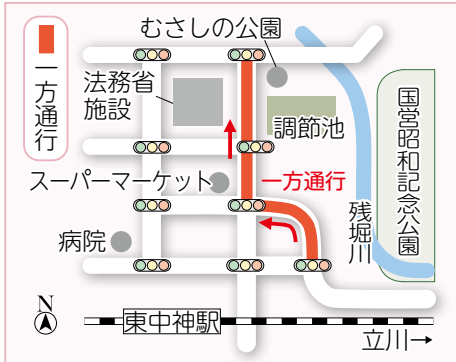 一方通行
むさしの公園
法務省
施設
調節池
国営昭和記念公園
スーパーマーケット
一方通行
残堀川
病院
N
東中神駅
立川→